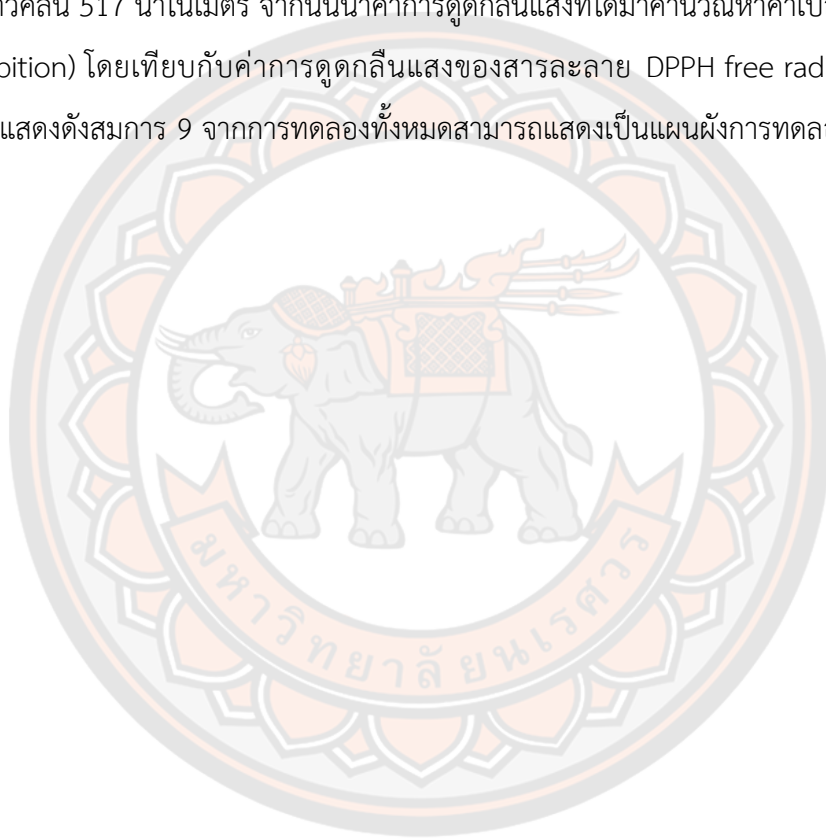 517 นาโนเมตร จากนั้นนำค่าการดูดกลืนแสงที่ได้มาคำนวณหาค่าเป
bition) โดยเทียบกับค่าการดูดกลืนแสงของสารละลาย DPPH free rad
แสดงดังสมการ 9 จากการทดลองทั้งหมดสามารถแสดงเป็นแผนผังการทดล
มหาวิทยาลัยนเรศวร